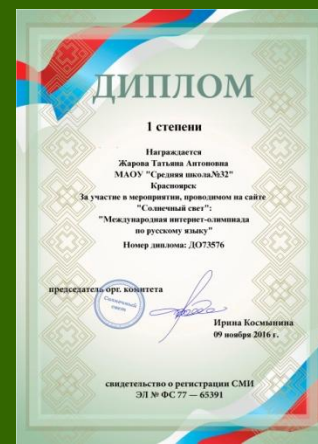 ДИПЛОМ
I степени
Награждается
Жарова Татьяна Антоновна
МАОУ "Средняя школа№32"
Красноярск
За участие в мероприятии, проводимом на сайте
"Солнечный свет":
"Международная интернет-олимпиада
по русскому языку"
Номер диплома: ДО73576
председатель орг. комитета
Солнечный
свет
Ирина Космынина
09 ноября 2016 г.
свидетельство о регистрации СМИ
ЭЛ № ФС 77 — 65391